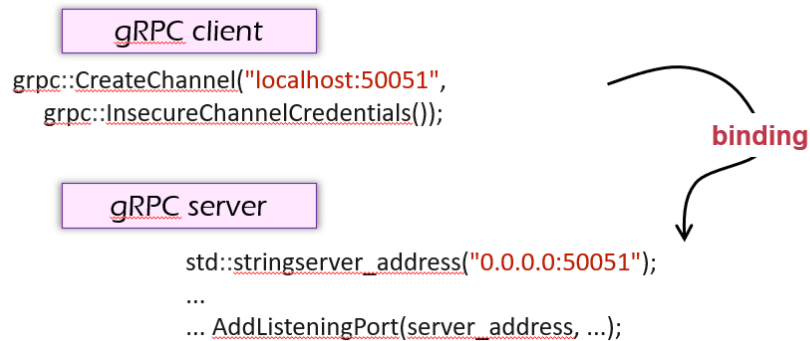 gRPC client
grpc::CreateChannel("localhost:50051",
grpc::InsecureChannelCredentials());
binding
gRPC server
std::stringserver_address("0.0.0.0:50051");
...
... AddListeningPort(server_address, ...);